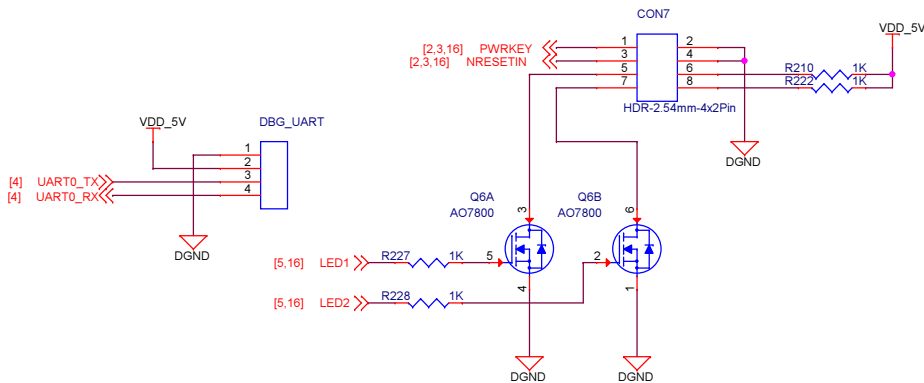 CON7
VDD_5V
[2,3,16] PWRKEY 1 2
[2,3,16] NRESETIN 3 4
5 6 R210 1K
7 8 R222 1K
HDR-2.54mm-4x2Pin
DGND
VDD_5V
DBG_UART
1
2
[4] UART0_TX 3
[4] UART0_RX 4
DGND
Q6A
AO7800
3
Q6B
AO7800
6
[5,16] LED1 R227 1K 5
2
4
1
[5,16] LED2 R228 1K
DGND
DGND